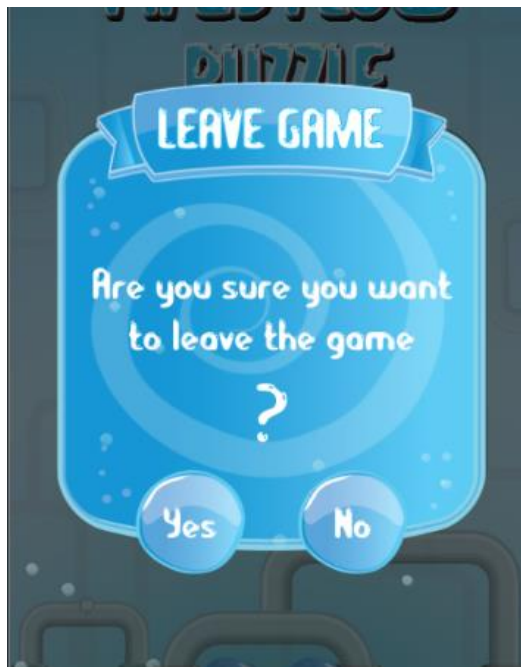 PUZZLE
LEAVE GAME
Are you sure you want
to leave the game
?
Yes No